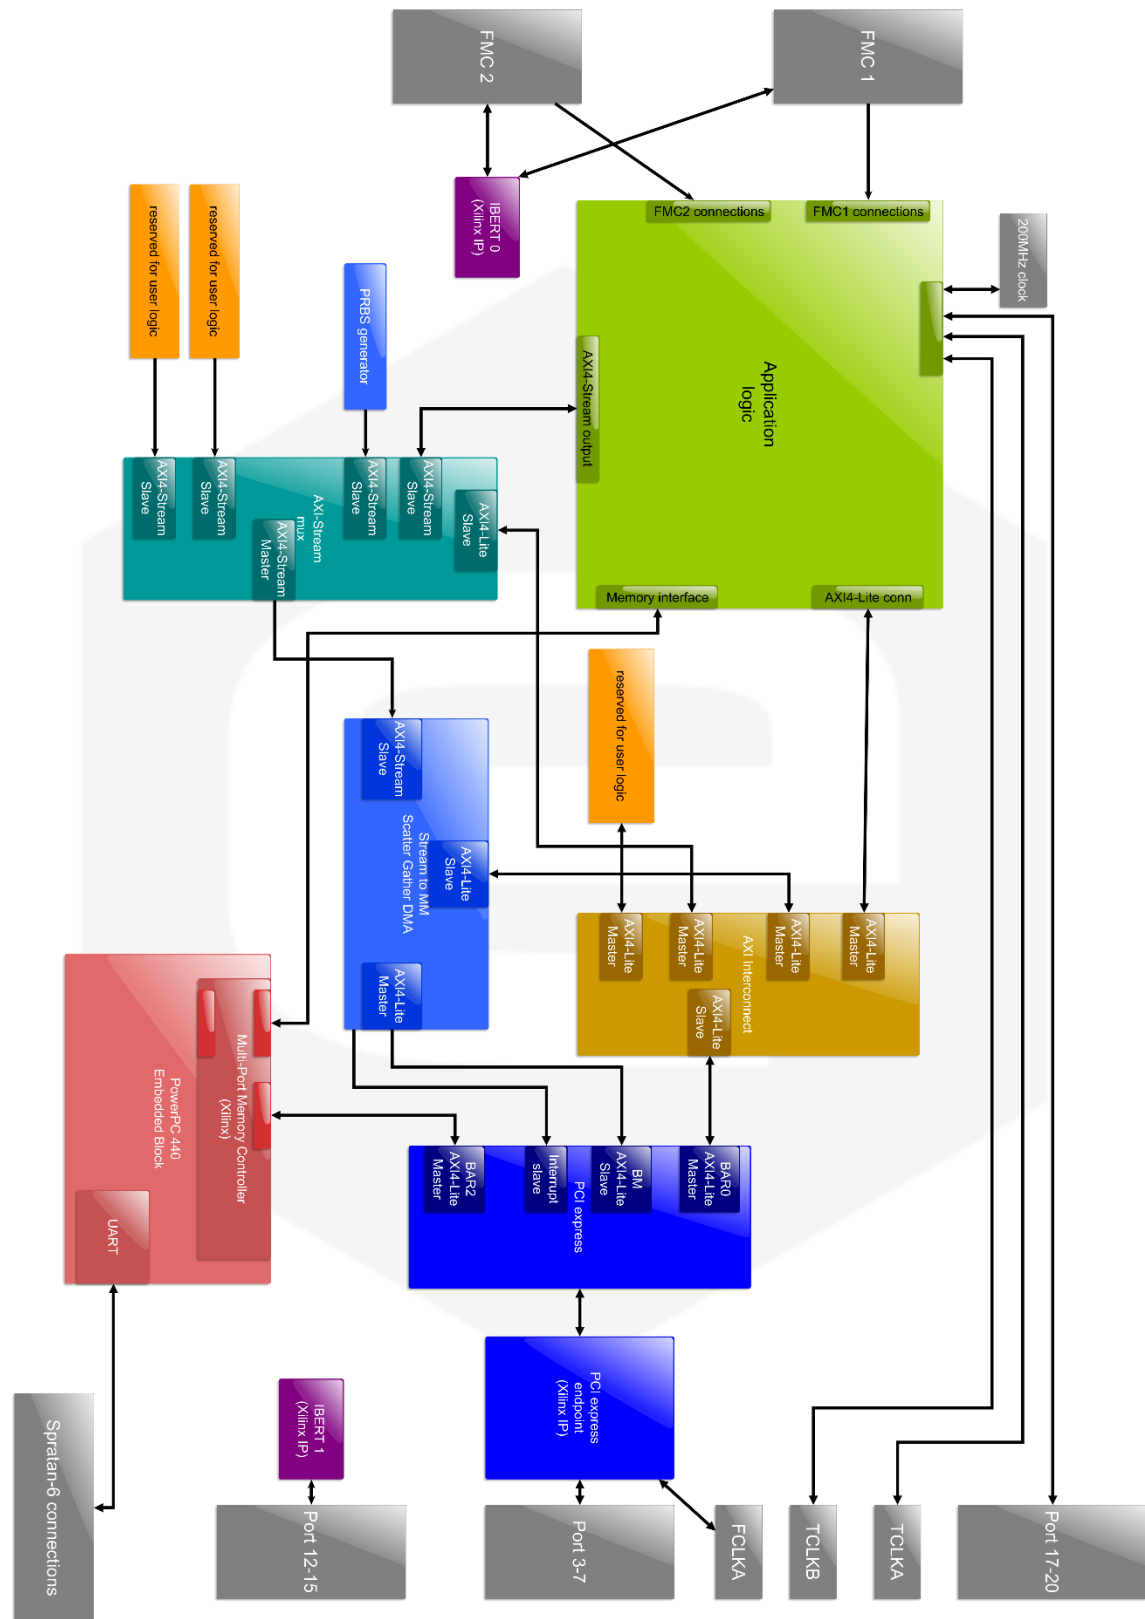 FMC 2
FMC 1
IBERT 0
(Xilinx IP)
reserved for user logic
reserved for user logic
PRBS generator
FMC2 connections
FMC1 connections
200MHz clock
Application
logic
AXI4-Stream output
Memory interface
AXI4-Lite conn
AXI4-Stream
Slave
AXI4-Stream
Slave
AXI4-Stream
Slave
AXI4-Stream
Slave
AXI4-Lite
Slave
AXI-Stream
mux
AXI4-Stream
Master
reserved for user logic
AXI4-Stream
Slave
AXI4-Lite
Slave
Stream to MM
Scatter Gather DMA
AXI4-Lite
Master
AXI4-Lite
Master
AXI4-Lite
Master
AXI4-Lite
Master
AXI4-Lite
Master
AXI4-Lite
Slave
AXI Interconnect
Multi-Port Memory Controller
(Xilinx)
PowerPC 440
Embedded Block
UART
BAR2
AXI4-Lite
Master
Interrupt
slave
BM
AXI4-Lite
Slave
BAR0
AXI4-Lite
Master
PCI express
PCI express
endpoint
(Xilinx IP)
IBERT 1
(Xilinx IP)
Spratan-6 connections
Port 12-15
Port 3-7
FCLKA
TCLKB
TCLKA
Port 17-20